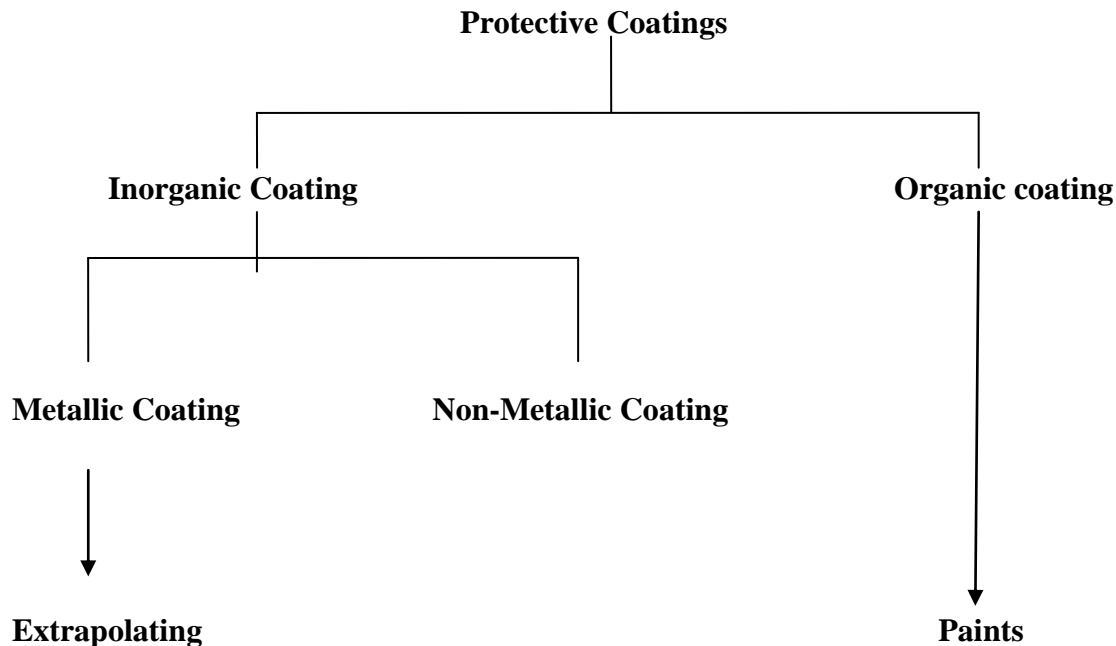 Protective Coatings
Inorganic Coating
Organic coating
Metallic Coating
Non-Metallic Coating
Extrapolating
Paints